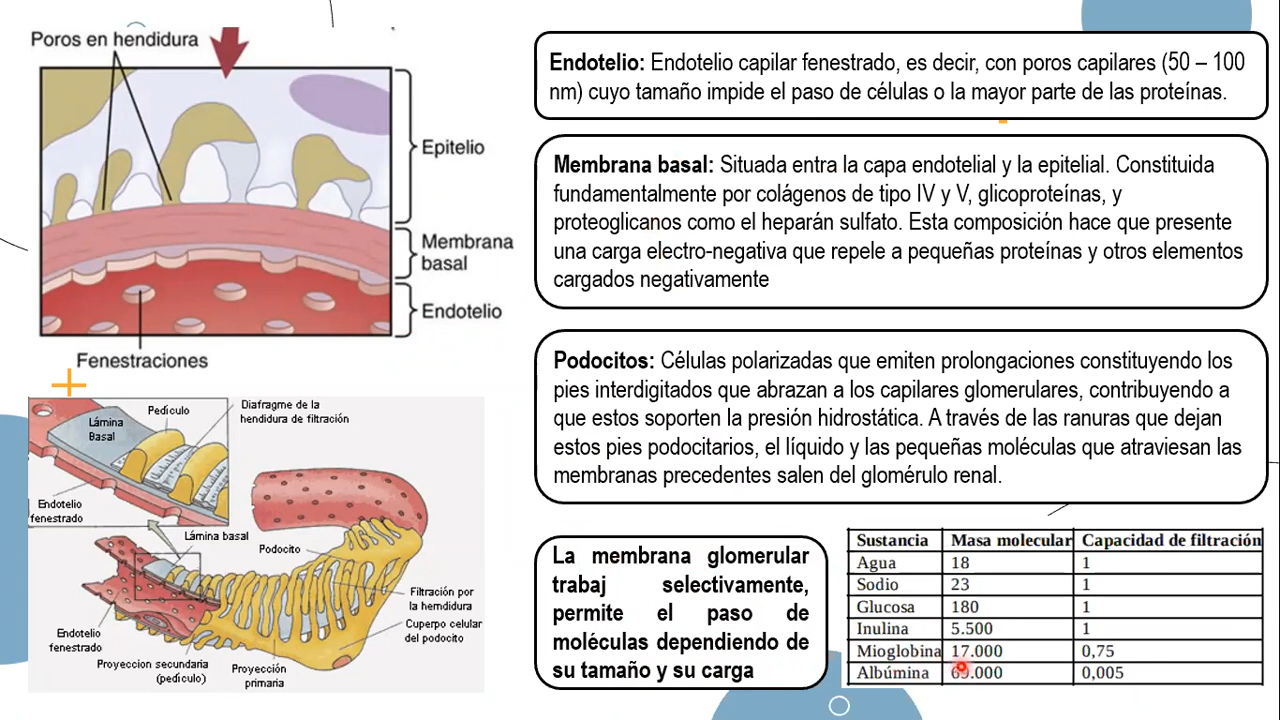 Poros en hendidura
Epitelio
Membrana
basal
Endotelio
Fenestraciones
Endotelio: Endotelio capilar fenestrado, es decir, con poros capilares (50 – 100
nm) cuyo tamaño impide el paso de células o la mayor parte de las proteínas.
Membrana basal: Situada entra la capa endotelial y la epitelial. Constituida
fundamentalmente por colágenos de tipo IV y V, glicoproteínas, y
proteoglicanos como el heparán sulfato. Esta composición hace que presente
una carga electro-negativa que repele a pequeñas proteínas y otros elementos
cargados negativamente
Podocitos: Células polarizadas que emiten prolongaciones constituyendo los
pies interdigitados que abrazan a los capilares glomerulares, contribuyendo a
que estos soporten la presión hidrostática. A través de las ranuras que dejan
estos pies podocitarios, el líquido y las pequeñas moléculas que atraviesan las
membranas precedentes salen del glomérulo renal.
Pedículo
Diafragme de la
hendidura de filtración
Lámina
Basal
Endotelio
fenestrado
Lámina basal
Podocito
Filtración por
la hemdidura
Cuperpo celular
del podocito
Endotelio
fenestrado
Proyeccion secundaria
(pedículo)
Proyección
primaria
La membrana glomerular
trabaj selectivamente,
permite el paso de
moléculas dependiendo de
su tamaño y su carga
Sustancia Masa molecular Capacidad de filtración
Agua 18 1
Sodio 23 1
Glucosa 180 1
Inulina 5.500 1
Mioglobina 17.000 0,75
Albúmina 69.000 0,005